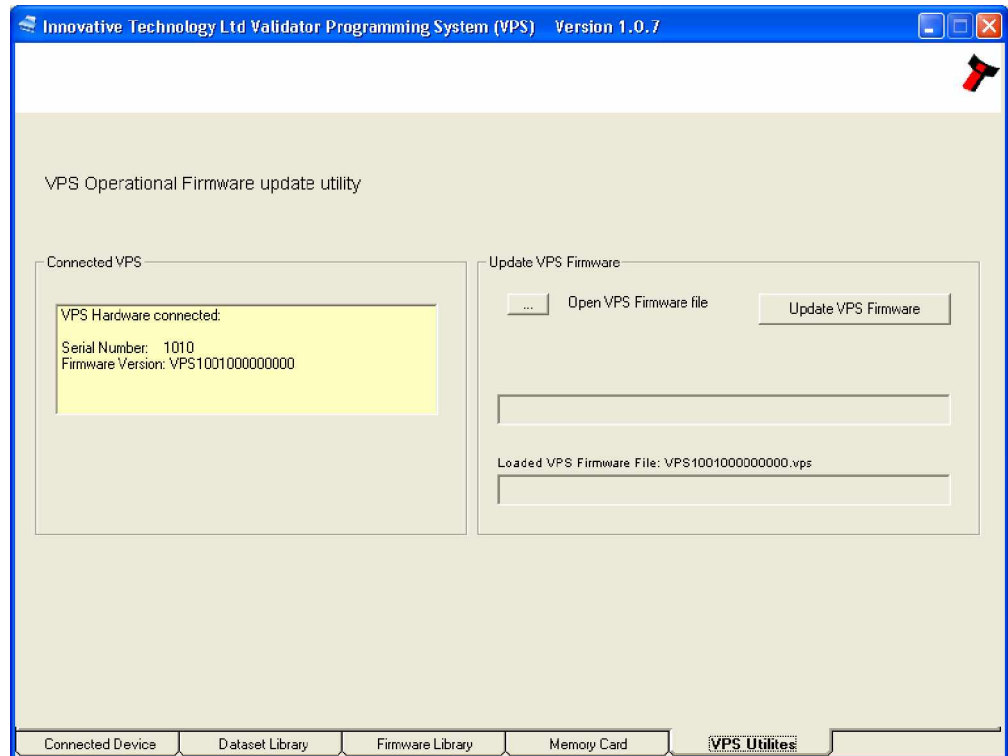 Innovative Technology Ltd Validator Programming System (VPS) Version 1.0.7
VPS Operational Firmware update utility
Connected VPS
VPS Hardware connected:
Serial Number: 1010
Firmware Version: VPS1001000000000
Update VPS Firmware
... Open VPS Firmware file
Update VPS Firmware
Loaded VPS Firmware File: VPS1001000000000.vps
Connected Device Dataset Library Firmware Library Memory Card VPS Utilites